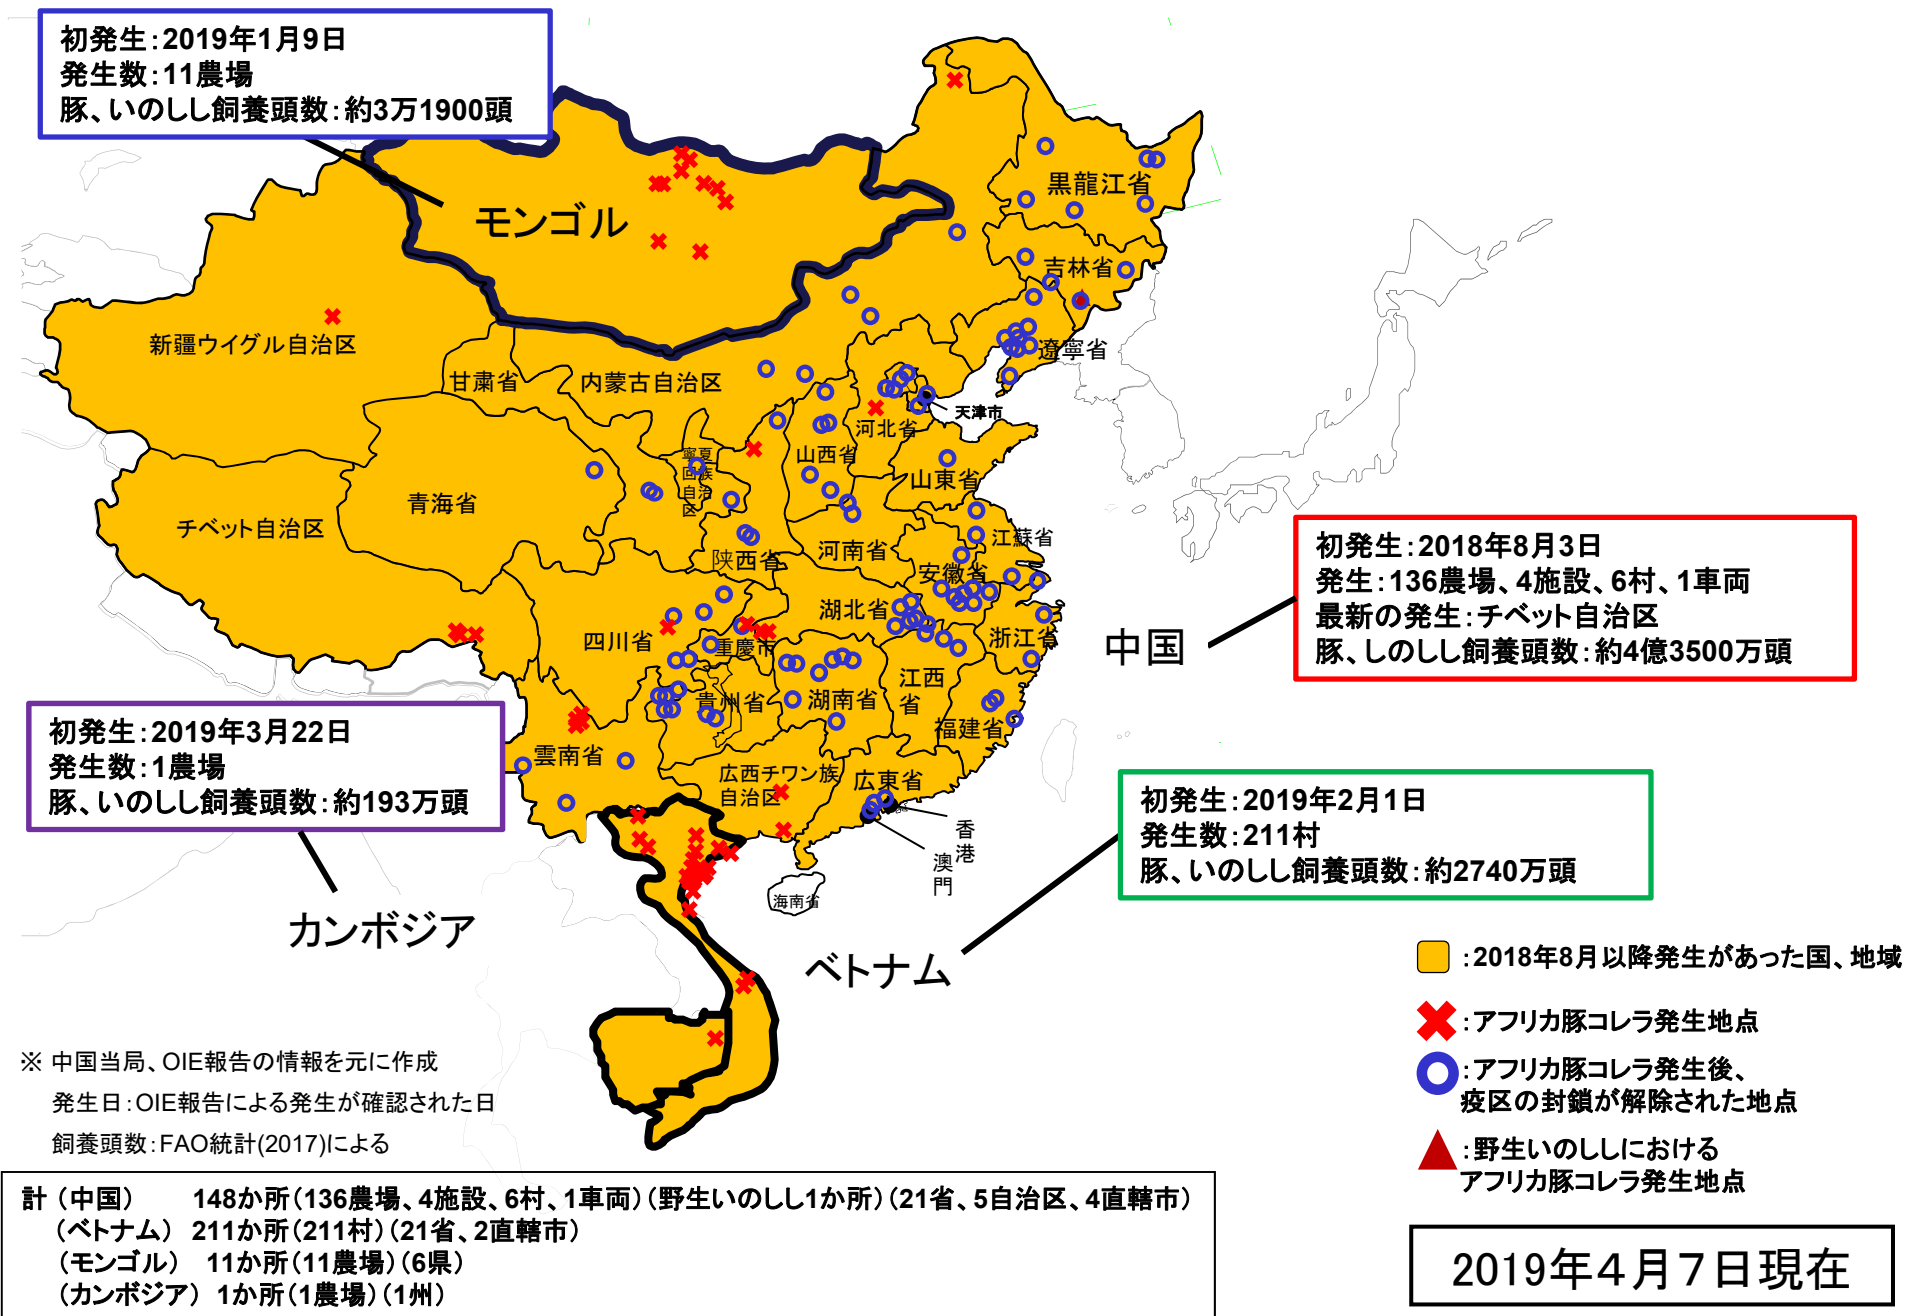 初発生：2019年1月9日
発生数：11農場
豚、いのしし飼養頭数：約3万1900頭
モンゴル
黒龍江省
吉林省
遼寧省
新疆ウイグル自治区
甘粛省
内蒙古自治区
天津市
河北省
山西省
寧夏
回族
自治
区
山東省
青海省
チベット自治区
陝西省
河南省
江蘇省
安徽省
湖北省
四川省
重慶市
浙江省
江西
省
湖南省
貴州省
福建省
雲南省
広西チワン族
自治区
広東省
香港
澳門
海南省
中国
初発生：2018年8月3日
発生：136農場、4施設、6村、1車両
最新の発生：チベット自治区
豚、しのしし飼養頭数：約4億3500万頭
初発生：2019年3月22日
発生数：1農場
豚、いのしし飼養頭数：約193万頭
カンボジア
初発生：2019年2月1日
発生数：211村
豚、いのしし飼養頭数：約2740万頭
ベトナム
：2018年8月以降発生があった国、地域
：アフリカ豚コレラ発生地点
：アフリカ豚コレラ発生後、
疫区の封鎖が解除された地点
：野生いのししにおける
アフリカ豚コレラ発生地点
※ 中国当局、OIE報告の情報を元に作成
発生日：OIE報告による発生が確認された日
飼養頭数：FAO統計(2017)による
計（中国） 148か所（136農場、4施設、6村、1車両）（野生いのしし1か所）（21省、5自治区、4直轄市）
（ベトナム） 211か所（211村）（21省、2直轄市）
（モンゴル） 11か所（11農場）（6県）
（カンボジア） 1か所（1農場）（1州）
2019年４月７日現在